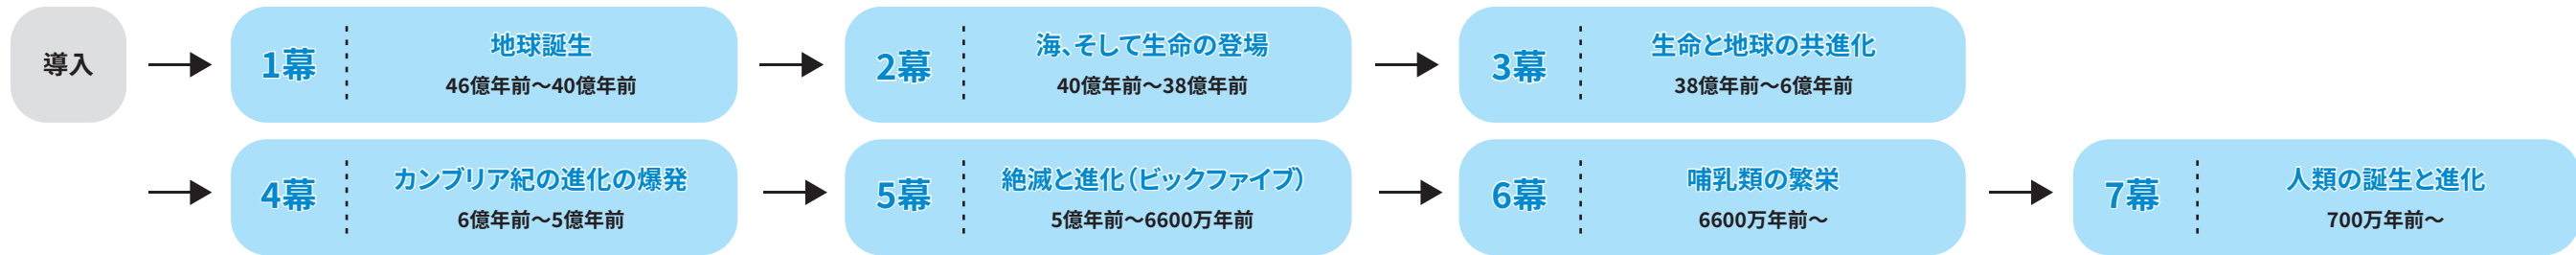 導入
1幕
地球誕生
46億年前～40億年前
2幕
海、そして生命の登場
40億年前～38億年前
3幕
生命と地球の共進化
38億年前～6億年前
4幕
カンブリア紀の進化の爆発
6億年前～5億年前
5幕
絶滅と進化（ビックファイブ）
5億年前～6600万年前
6幕
哺乳類の繁栄
6600万年前～
7幕
人類の誕生と進化
700万年前～